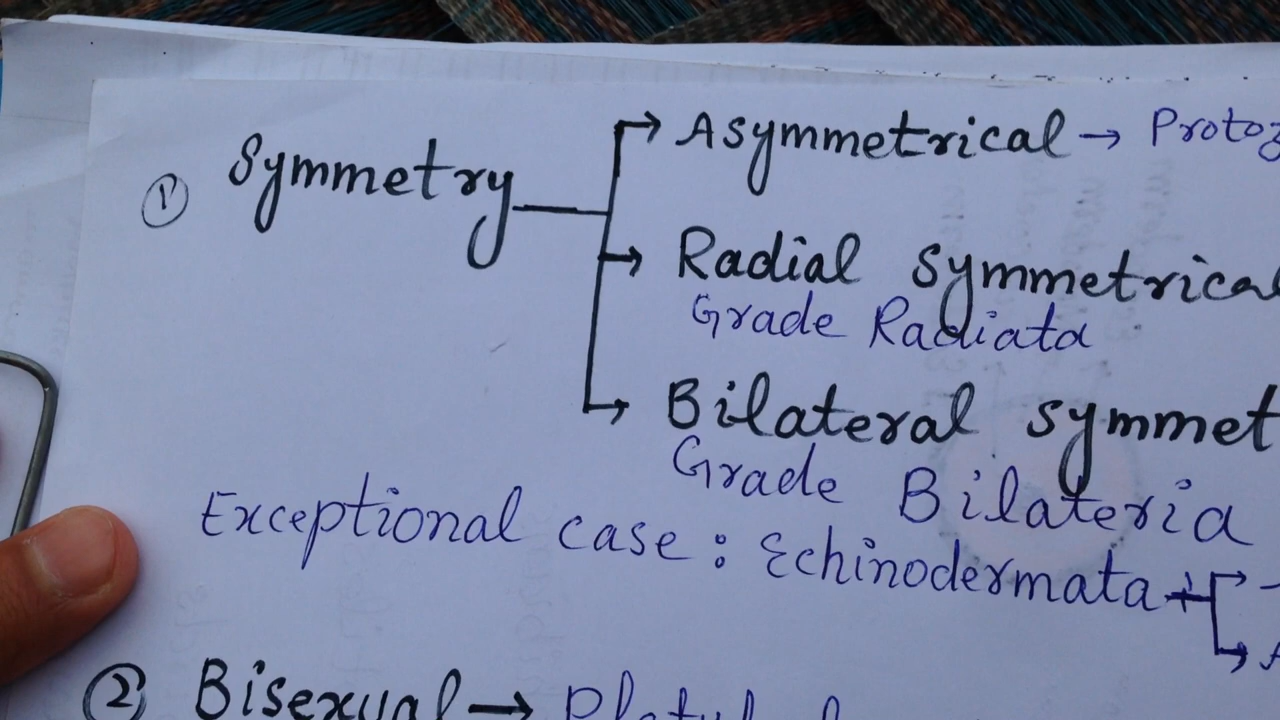 ① Symmetry
→ Asymmetrical → Protoz
→ Radial symmetrical
Grade Radiata
→ Bilateral symmet
Grade Bilateria
Exceptional case : Echinodermata →
② Bisexual →